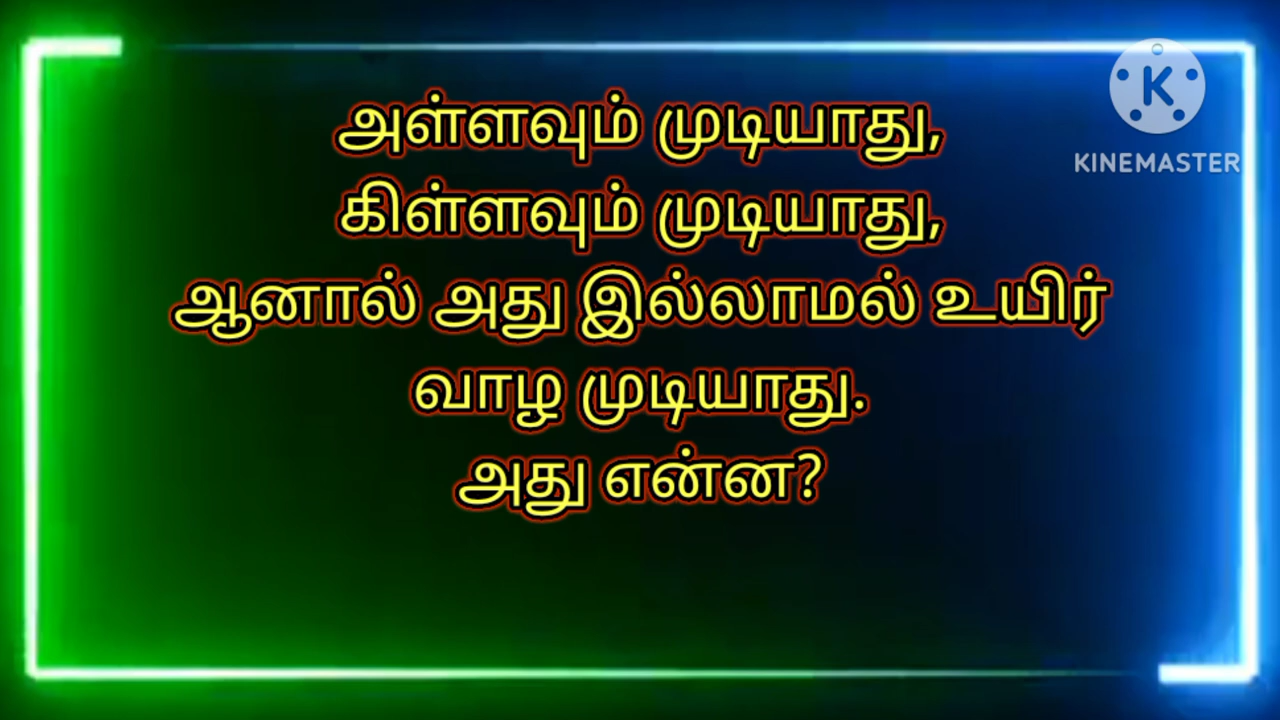 அள்ளவும் முடியாது,
கிள்ளவும் முடியாது,
ஆனால் அது இல்லாமல் உயிர்
வாழ முடியாது.
அது என்ன?
K
KINEMASTER